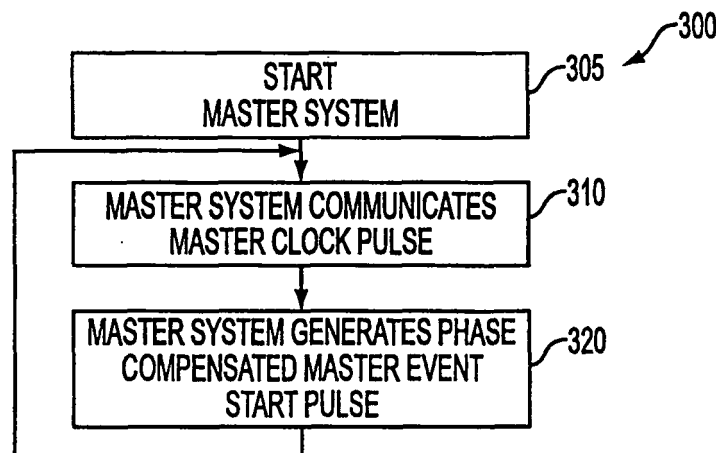 300
START
MASTER SYSTEM
305
MASTER SYSTEM COMMUNICATES
MASTER CLOCK PULSE
310
MASTER SYSTEM GENERATES PHASE
COMPENSATED MASTER EVENT
START PULSE
320